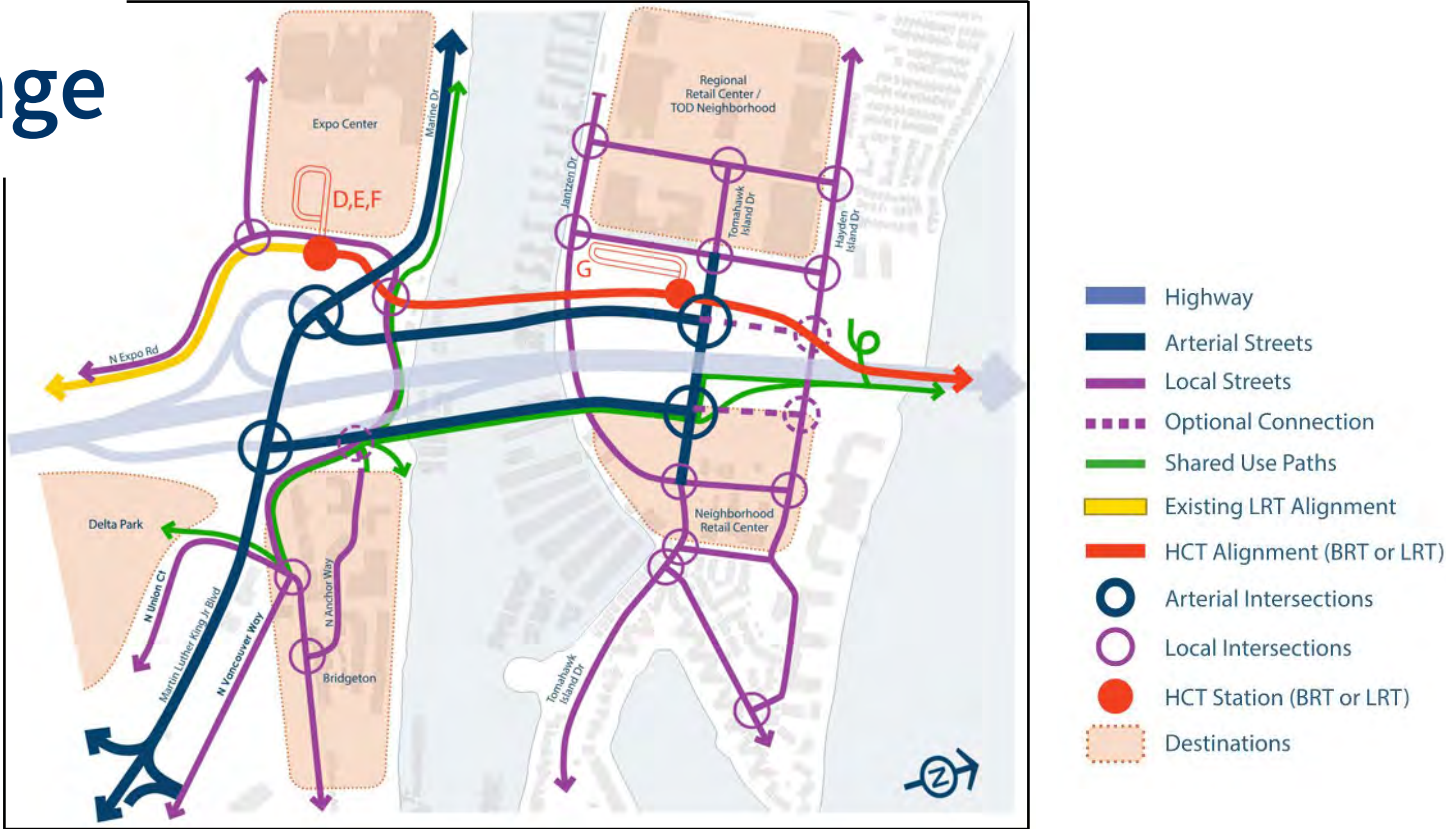 nge
Expo Center
Marine Dr
D,E,F
N Expo Rd
Regional
Retail Center /
TOD Neighborhood
Jantzen Dr
Tomahawk
Island Dr
Hayden
Island Dr
G
Delta Park
N Union Ct
Martin Luther King Jr Blvd
N Vancouver Way
N Anchor Way
Bridgeton
Neighborhood
Retail Center
Tomahawk
Island Dr
N
Highway
Arterial Streets
Local Streets
Optional Connection
Shared Use Paths
Existing LRT Alignment
HCT Alignment (BRT or LRT)
Arterial Intersections
Local Intersections
HCT Station (BRT or LRT)
Destinations